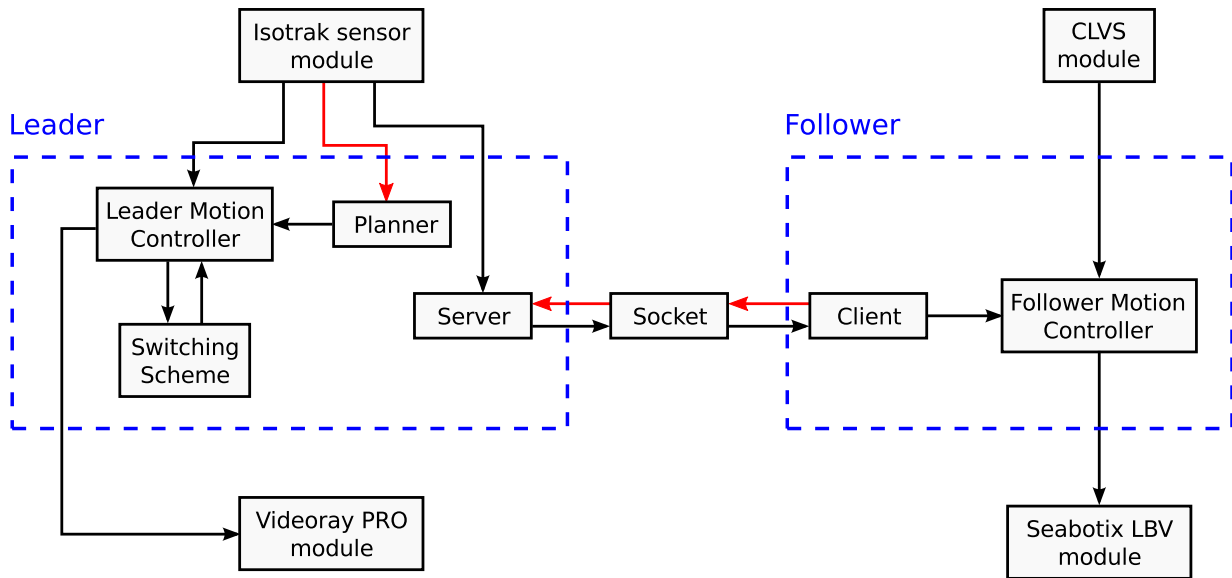 Isotrak sensor
module
CLVS
module
Leader
Follower
Leader Motion
Controller
Planner
Server
Socket
Client
Follower Motion
Controller
Switching
Scheme
Videoray PRO
module
Seabotix LBV
module